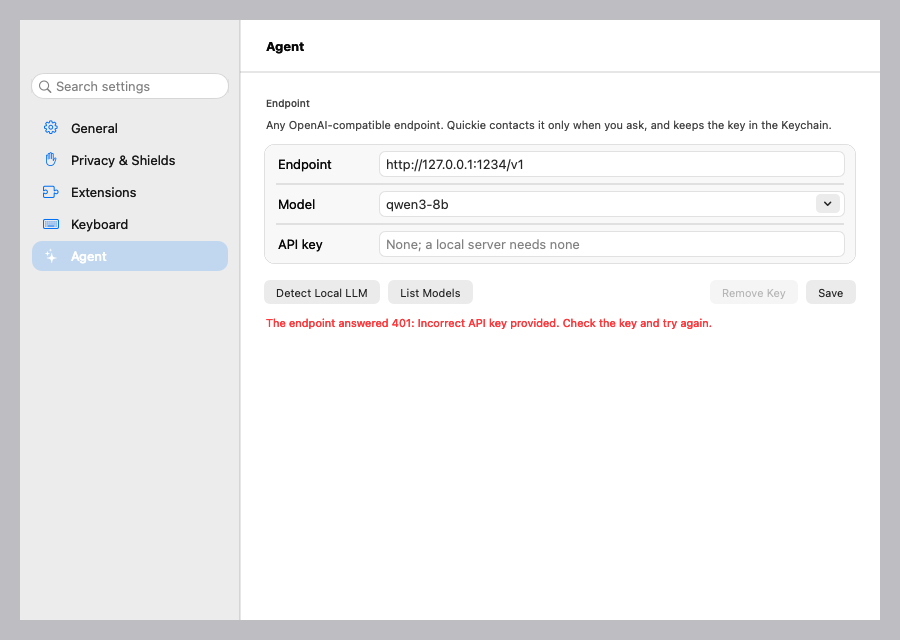 Agent
Search settings
General
Privacy & Shields
Extensions
Keyboard
Agent
Endpoint
Any OpenAI-compatible endpoint. Quickie contacts it only when you ask, and keeps the key in the Keychain.
Endpoint http://127.0.0.1:1234/v1
Model qwen3-8b
API key None; a local server needs none
Detect Local LLM List Models Remove Key Save
The endpoint answered 401: Incorrect API key provided. Check the key and try again.